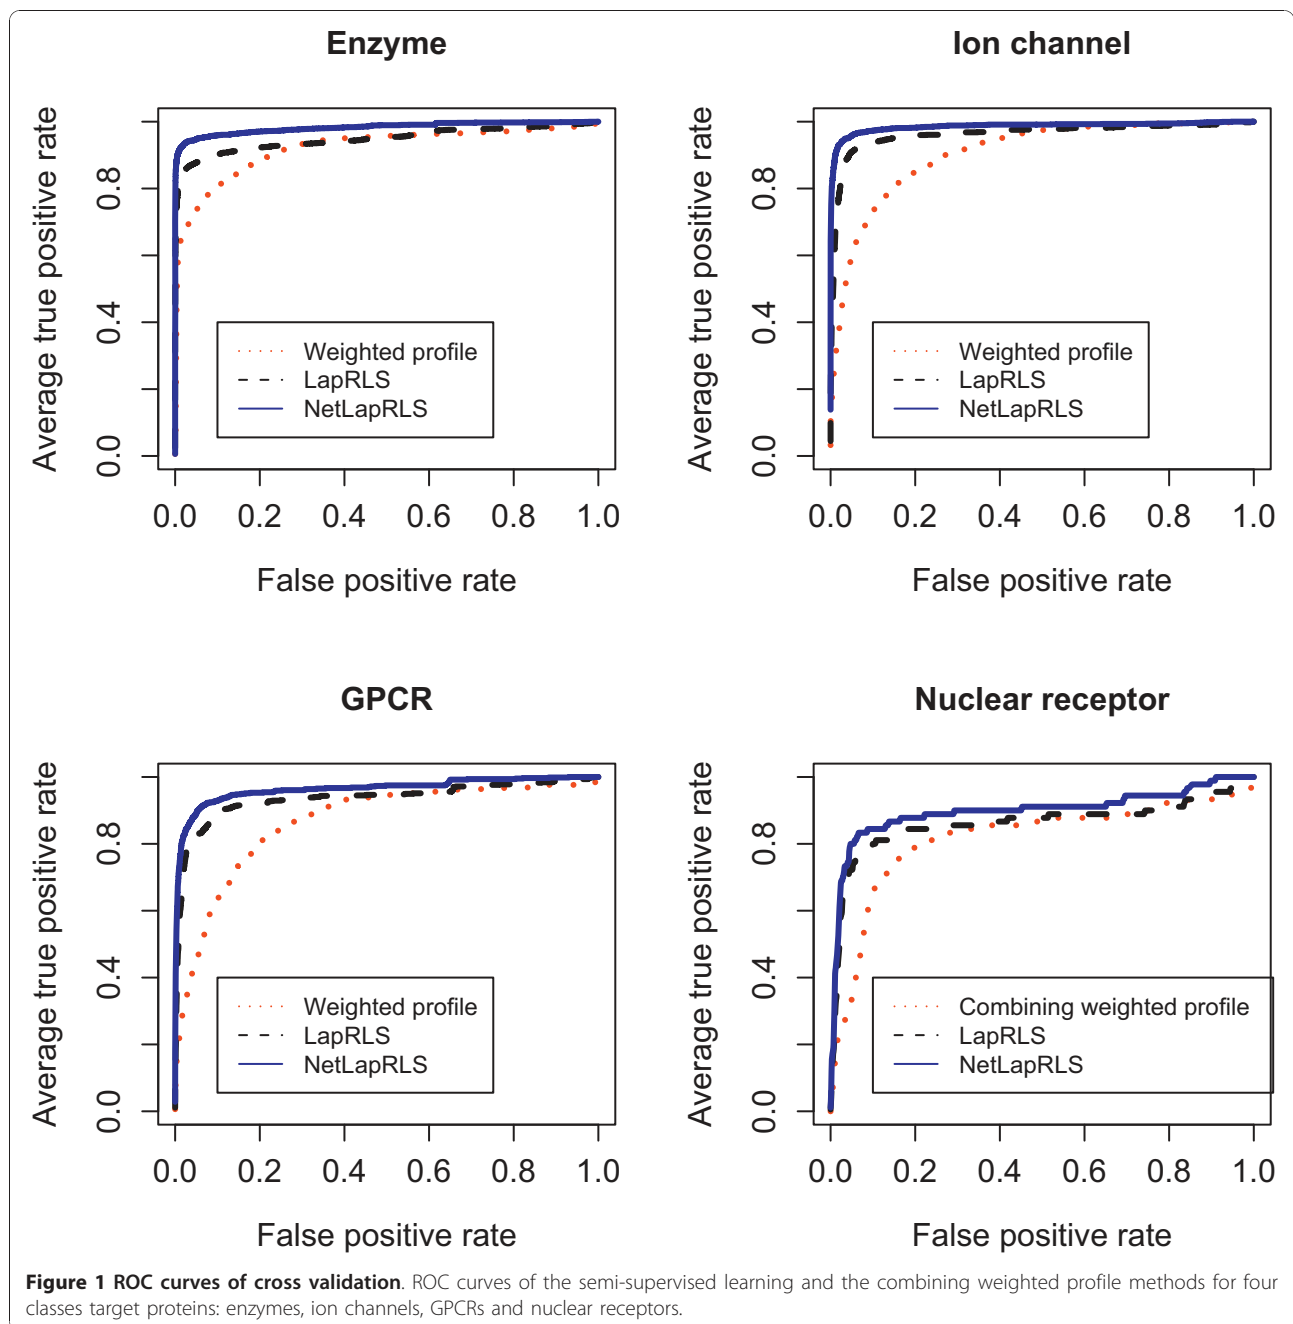 Enzyme
Average true positive rate
0.0 0.4 0.8
Weighted profile
LapRLS
NetLapRLS
0.0 0.2 0.4 0.6 0.8 1.0
False positive rate
Ion channel
Average true positive rate
0.0 0.4 0.8
Weighted profile
LapRLS
NetLapRLS
0.0 0.2 0.4 0.6 0.8 1.0
False positive rate
GPCR
Average true positive rate
0.0 0.4 0.8
Weighted profile
LapRLS
NetLapRLS
0.0 0.2 0.4 0.6 0.8 1.0
False positive rate
Nuclear receptor
Average true positive rate
0.0 0.4 0.8
Combining weighted profile
LapRLS
NetLapRLS
0.0 0.2 0.4 0.6 0.8 1.0
False positive rate
Figure 1 ROC curves of cross validation. ROC curves of the semi-supervised learning and the combining weighted profile methods for four
classes target proteins: enzymes, ion channels, GPCRs and nuclear receptors.